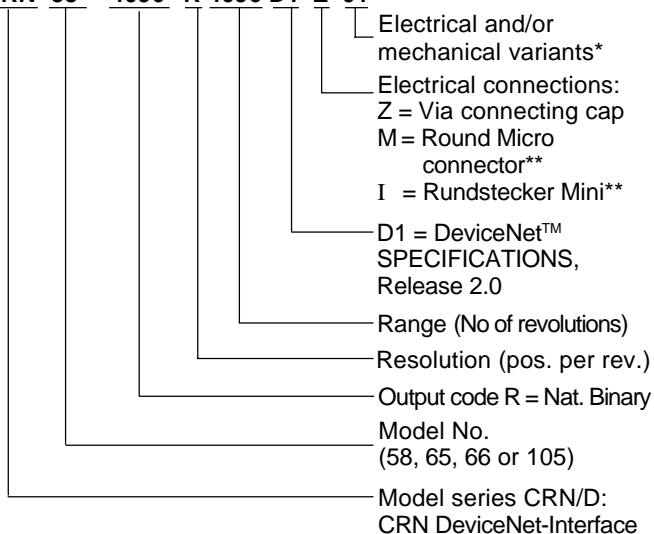 Electrical and/or
mechanical variants*
Electrical connections:
Z = Via connecting cap
M = Round Micro
connector**
I = Rundstecker Mini**
D1 = DeviceNet™
SPECIFICATIONS,
Release 2.0
Range (No of revolutions)
Resolution (pos. per rev.)
Output code R = Nat. Binary
Model No.
(58, 65, 66 or 105)
Model series CRN/D:
CRN DeviceNet-Interface